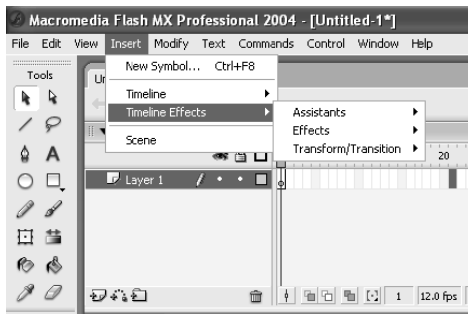 Macromedia Flash MX Professional 2004 - [Untitled-1*]
File Edit View Insert Modify Text Commands Control Window Help
Tools
New Symbol... Ctrl+F8
Timeline
Timeline Effects
Scene
Assistants
Effects
Transform/Transition
Un
20
Layer 1
1 12.0 fps